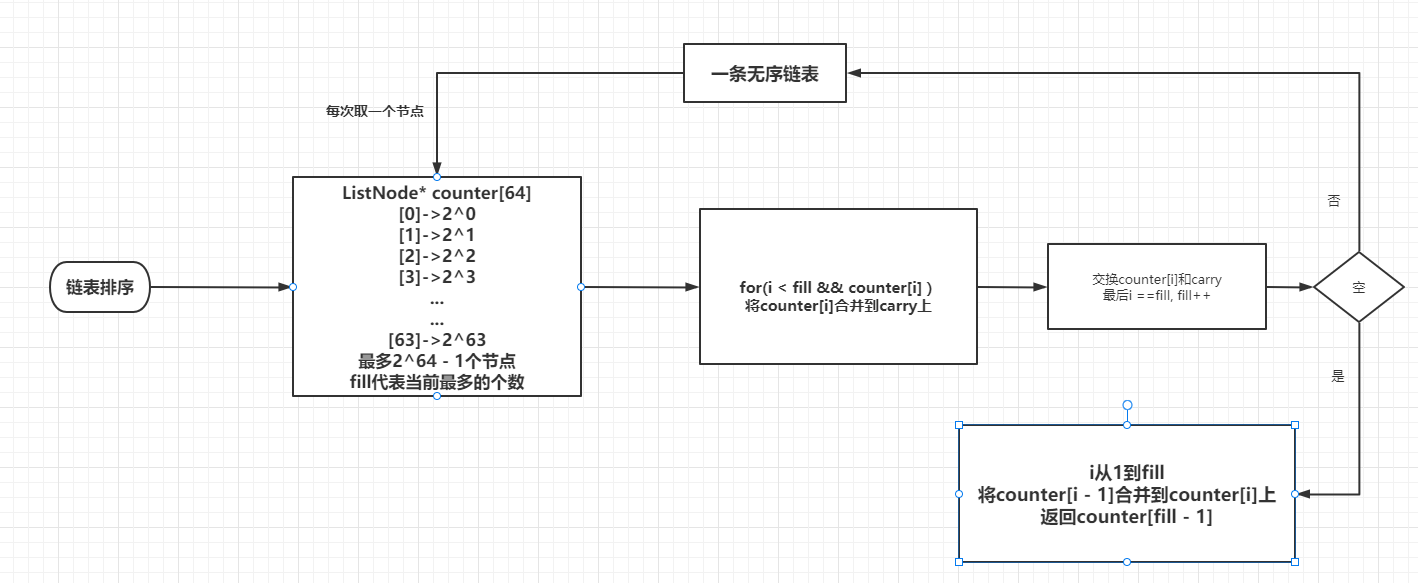 一条无序链表
每次取一个节点
ListNode* counter[64]
[0]->2^0
[1]->2^1
[2]->2^2
[3]->2^3
...
...
[63]->2^63
最多2^64 - 1个节点
fill代表当前最多的个数
链表排序
for(i < fill && counter[i] )
将counter[i]合并到carry上
交换counter[i]和carry
最后i ==fill, fill++
否
空
是
i从1到fill
将counter[i - 1]合并到counter[i]上
返回counter[fill - 1]